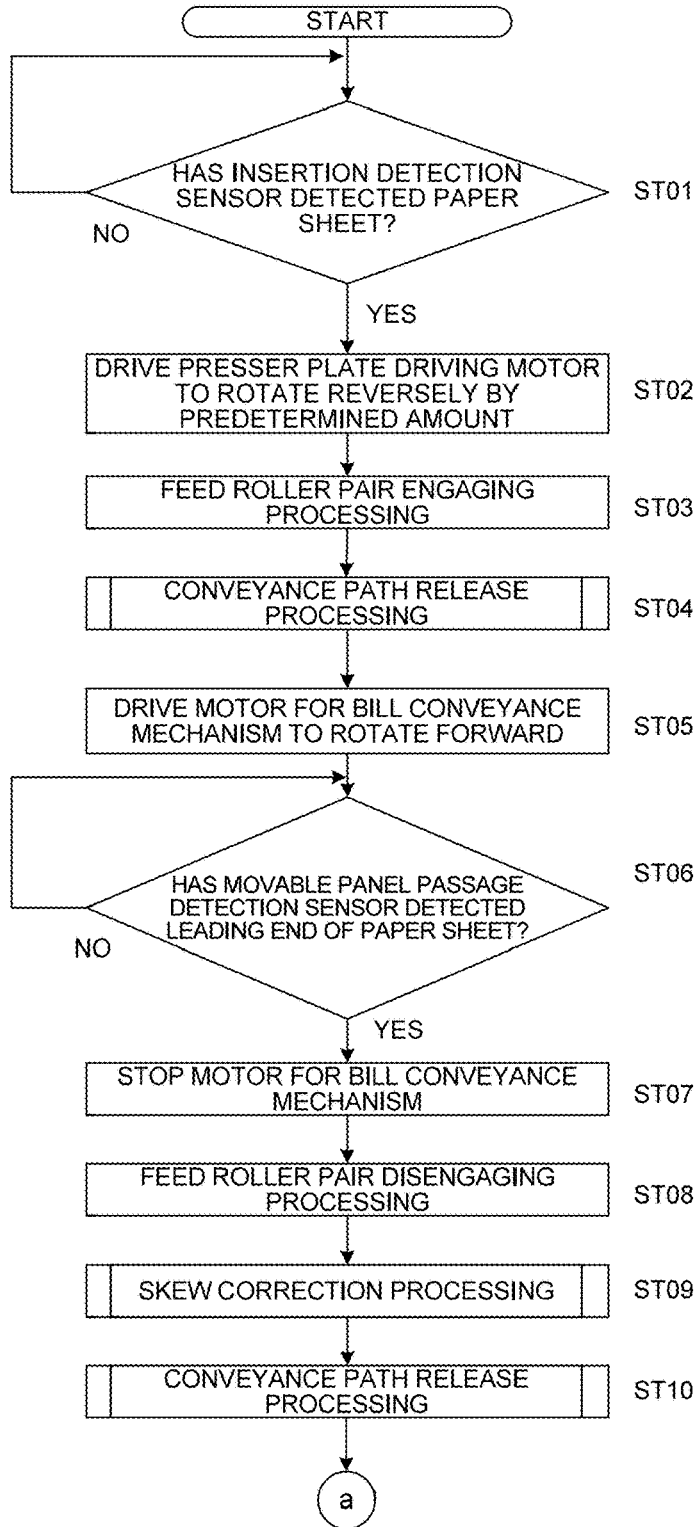 START
HAS INSERTION DETECTION
SENSOR DETECTED PAPER
SHEET?
ST01
NO
YES
DRIVE PRESSER PLATE DRIVING MOTOR
TO ROTATE REVERSELY BY
PREDETERMINED AMOUNT
ST02
FEED ROLLER PAIR ENGAGING
PROCESSING
ST03
CONVEYANCE PATH RELEASE
PROCESSING
ST04
DRIVE MOTOR FOR BILL CONVEYANCE
MECHANISM TO ROTATE FORWARD
ST05
HAS MOVABLE PANEL PASSAGE
DETECTION SENSOR DETECTED
LEADING END OF PAPER SHEET?
ST06
NO
YES
STOP MOTOR FOR BILL CONVEYANCE
MECHANISM
ST07
FEED ROLLER PAIR DISENGAGING
PROCESSING
ST08
SKEW CORRECTION PROCESSING
ST09
CONVEYANCE PATH RELEASE
PROCESSING
ST10
a